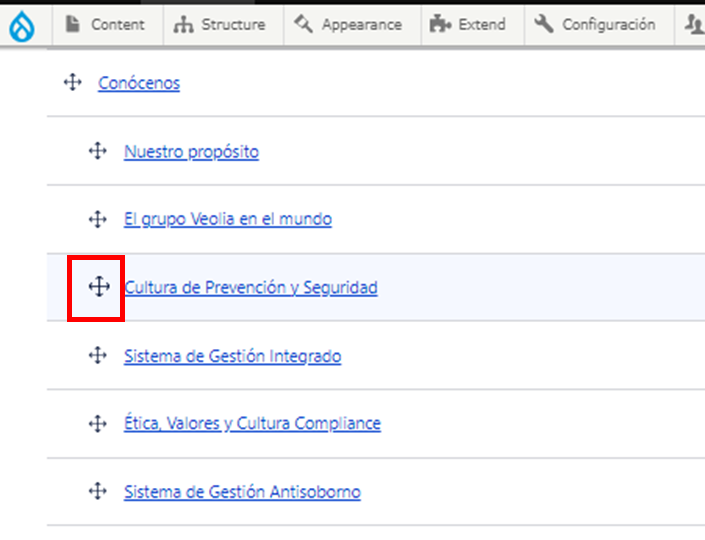 Content Structure Appearance Extend Configuración
Conócenos
Nuestro propósito
El grupo Veolia en el mundo
Cultura de Prevención y Seguridad
Sistema de Gestión Integrado
Ética, Valores y Cultura Compliance
Sistema de Gestión Antisoborno